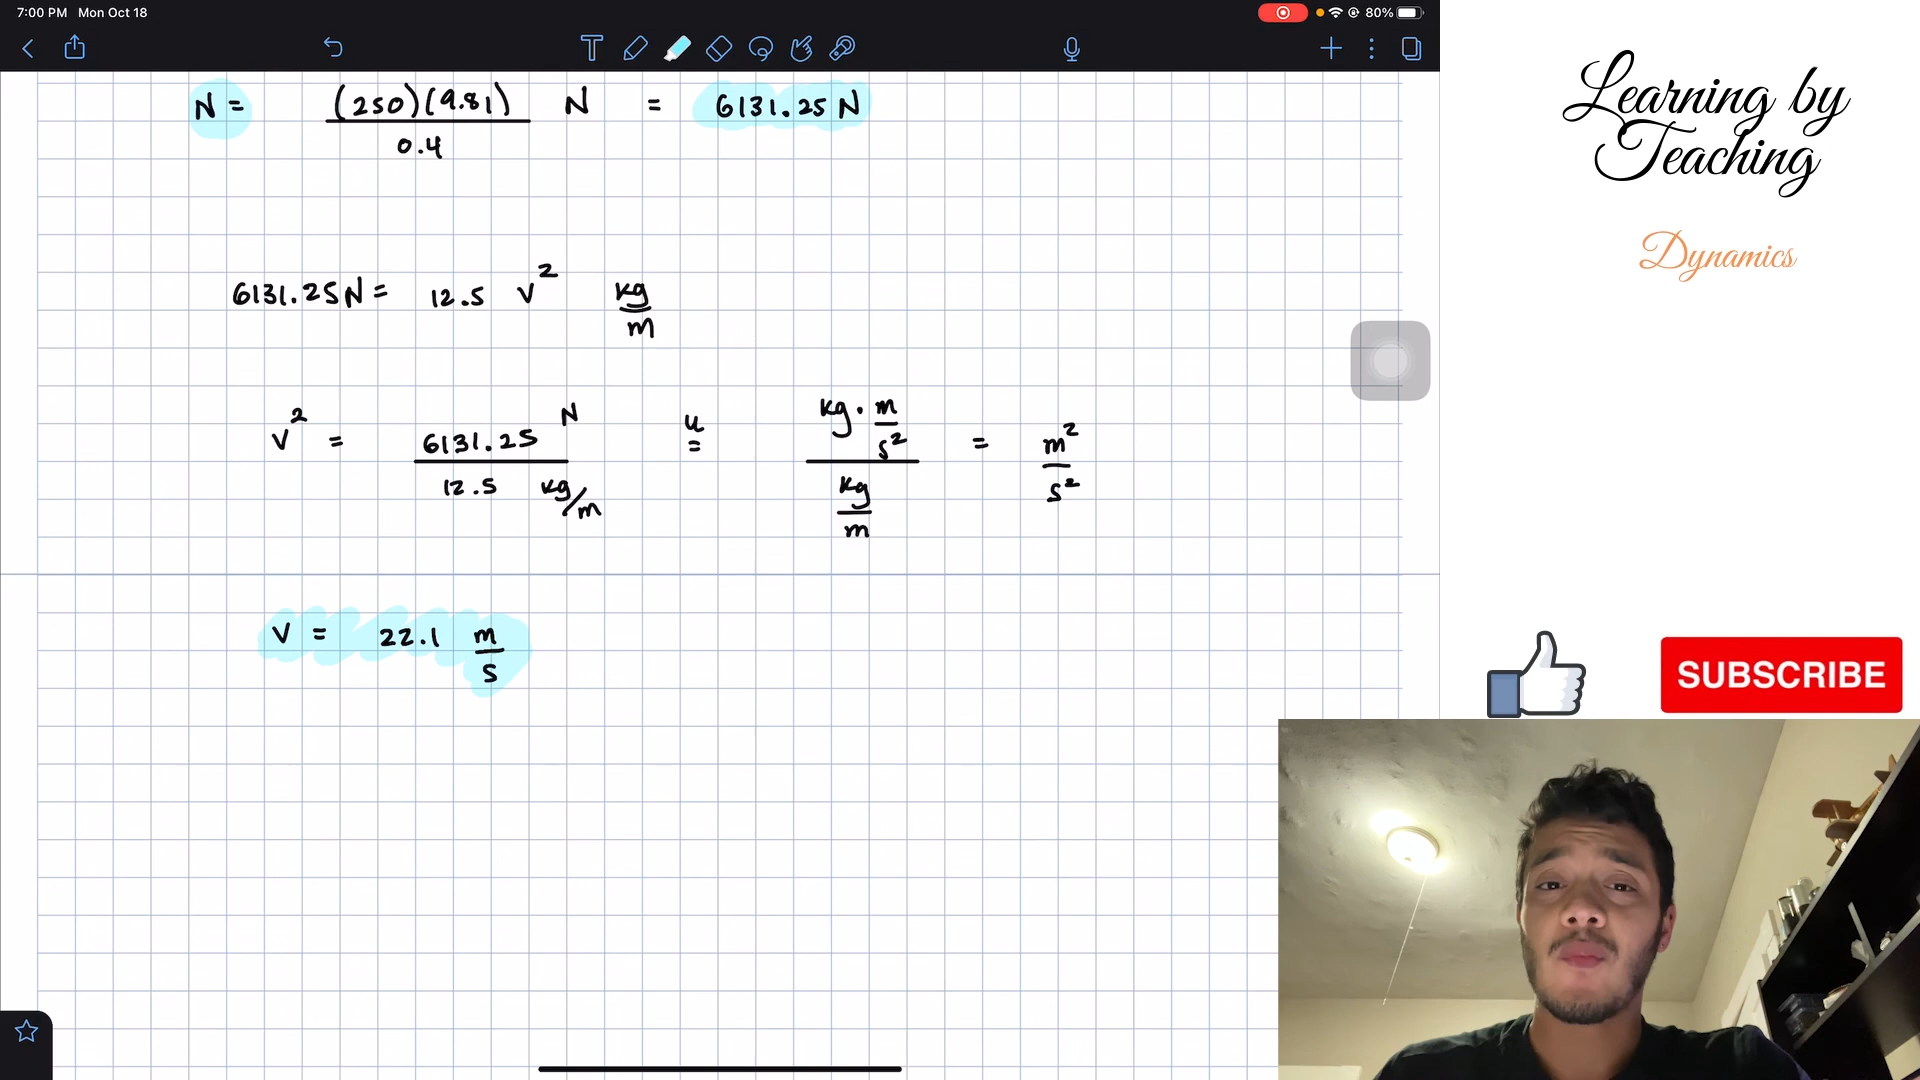 7:00 PM Mon Oct 18
80%
N = (250)(9.81) / 0.4 N = 6131.25 N
6131.25 N = 12.5 v² kg/m
v² = 6131.25 N / 12.5 kg/m u= kg · m/s² / kg/m = m²/s²
v = 22.1 m/s
Learning by
Teaching
Dynamics
SUBSCRIBE